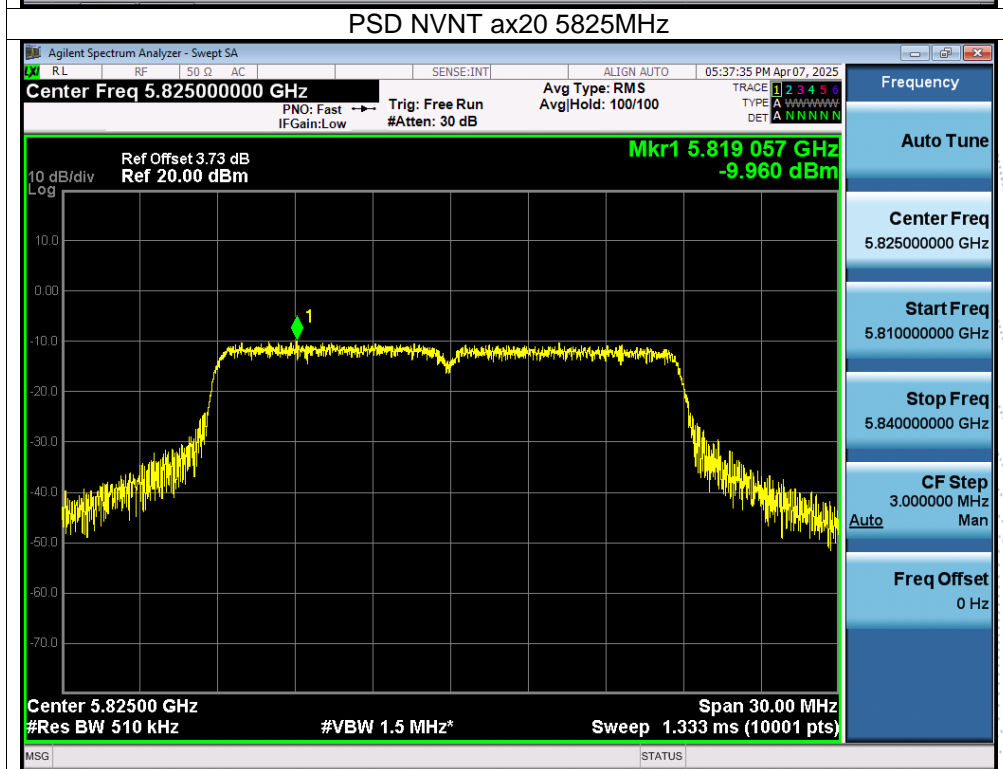 PSD NVNT ax20 5825MHz
Agilent Spectrum Analyzer - Swept SA
LXI RL RF 50 Ω AC SENSE:INT ALIGN AUTO 05:37:35 PM Apr 07, 2025
Center Freq 5.825000000 GHz
PNO: Fast
IFGain:Low
Trig: Free Run
#Atten: 30 dB
Avg Type: RMS
Avg|Hold: 100/100
TRACE 1 2 3 4 5 6
TYPE A WWWWW
DET A N N N N N
Ref Offset 3.73 dB
Ref 20.00 dBm
10 dB/div
Log
Mkr1 5.819 057 GHz
-9.960 dBm
1
10.0
0.00
-10.0
-20.0
-30.0
-40.0
-50.0
-60.0
-70.0
Center 5.82500 GHz
Span 30.00 MHz
#Res BW 510 kHz
#VBW 1.5 MHz*
Sweep 1.333 ms (10001 pts)
MSG
STATUS
Frequency
Auto Tune
Center Freq
5.825000000 GHz
Start Freq
5.810000000 GHz
Stop Freq
5.840000000 GHz
CF Step
3.000000 MHz
Auto Man
Freq Offset
0 Hz